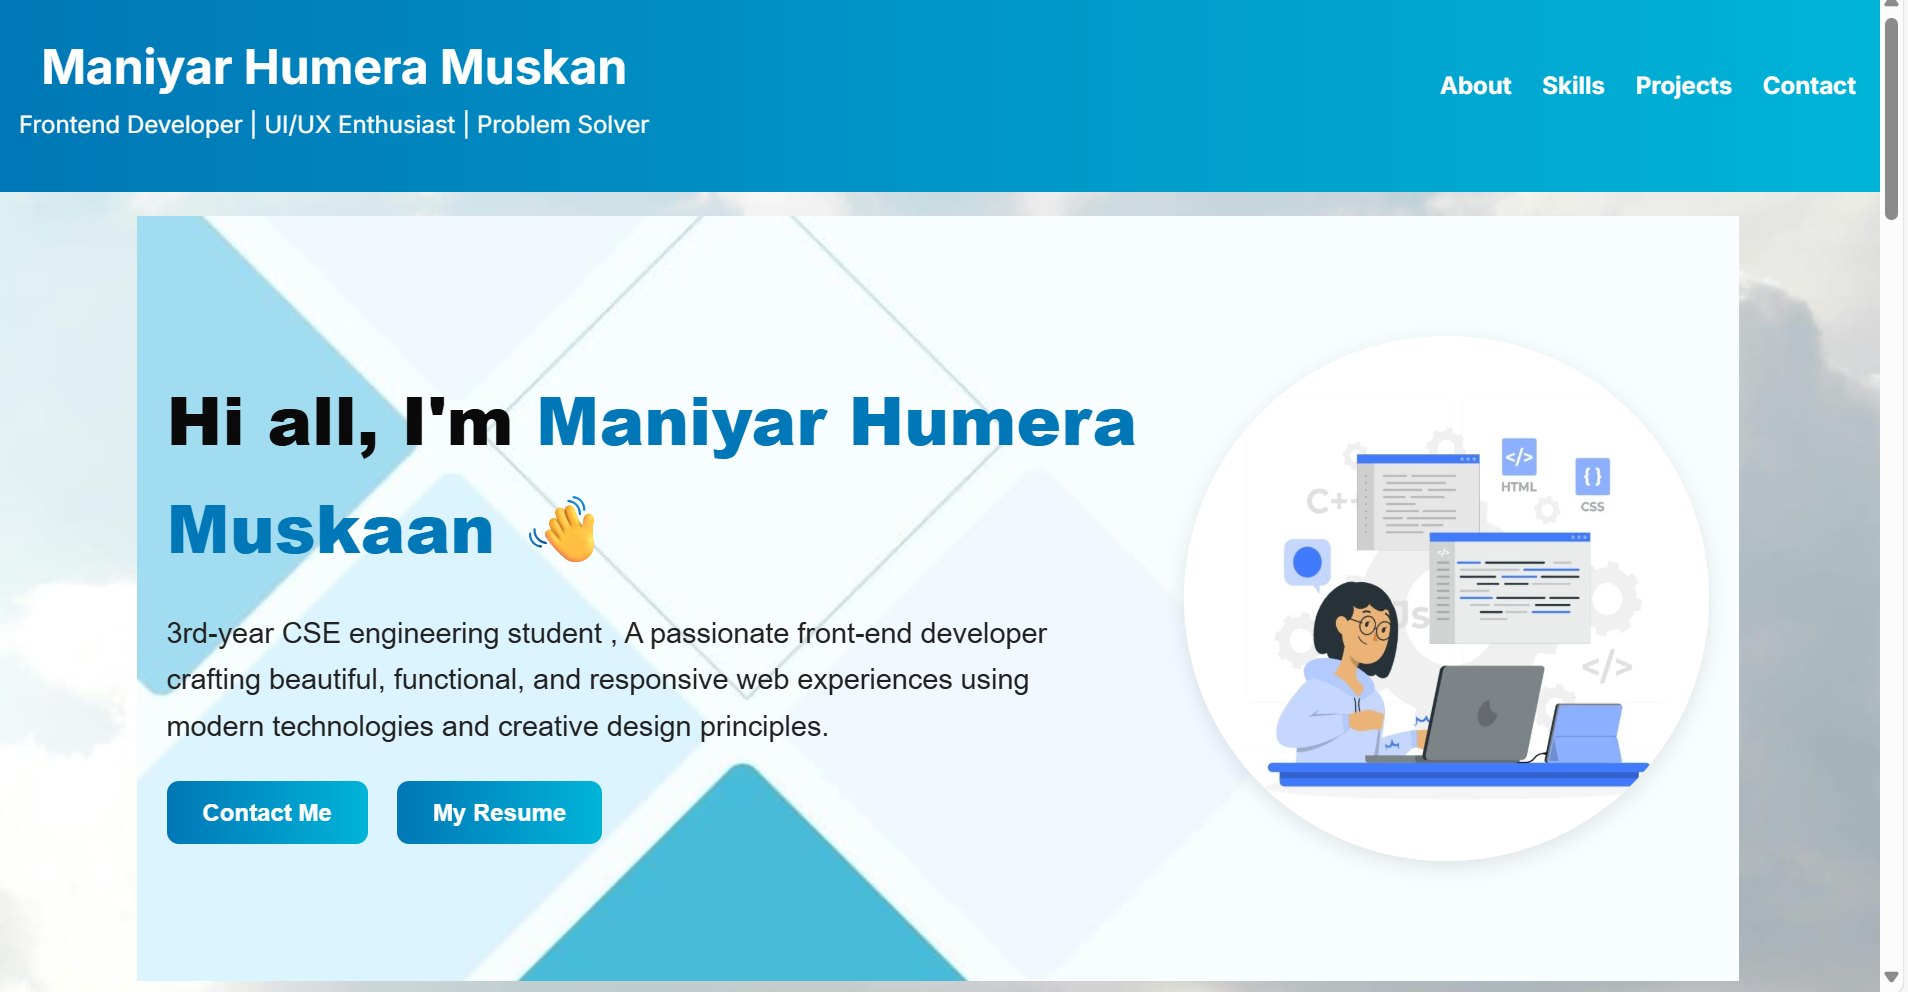 Maniyar Humera Muskan
Frontend Developer | UI/UX Enthusiast | Problem Solver
About Skills Projects Contact
Hi all, I'm Maniyar Humera
Muskaan 👋
3rd-year CSE engineering student , A passionate front-end developer
crafting beautiful, functional, and responsive web experiences using
modern technologies and creative design principles.
Contact Me My Resume
</> HTML
{ } CSS
C++
</>
Js
</>